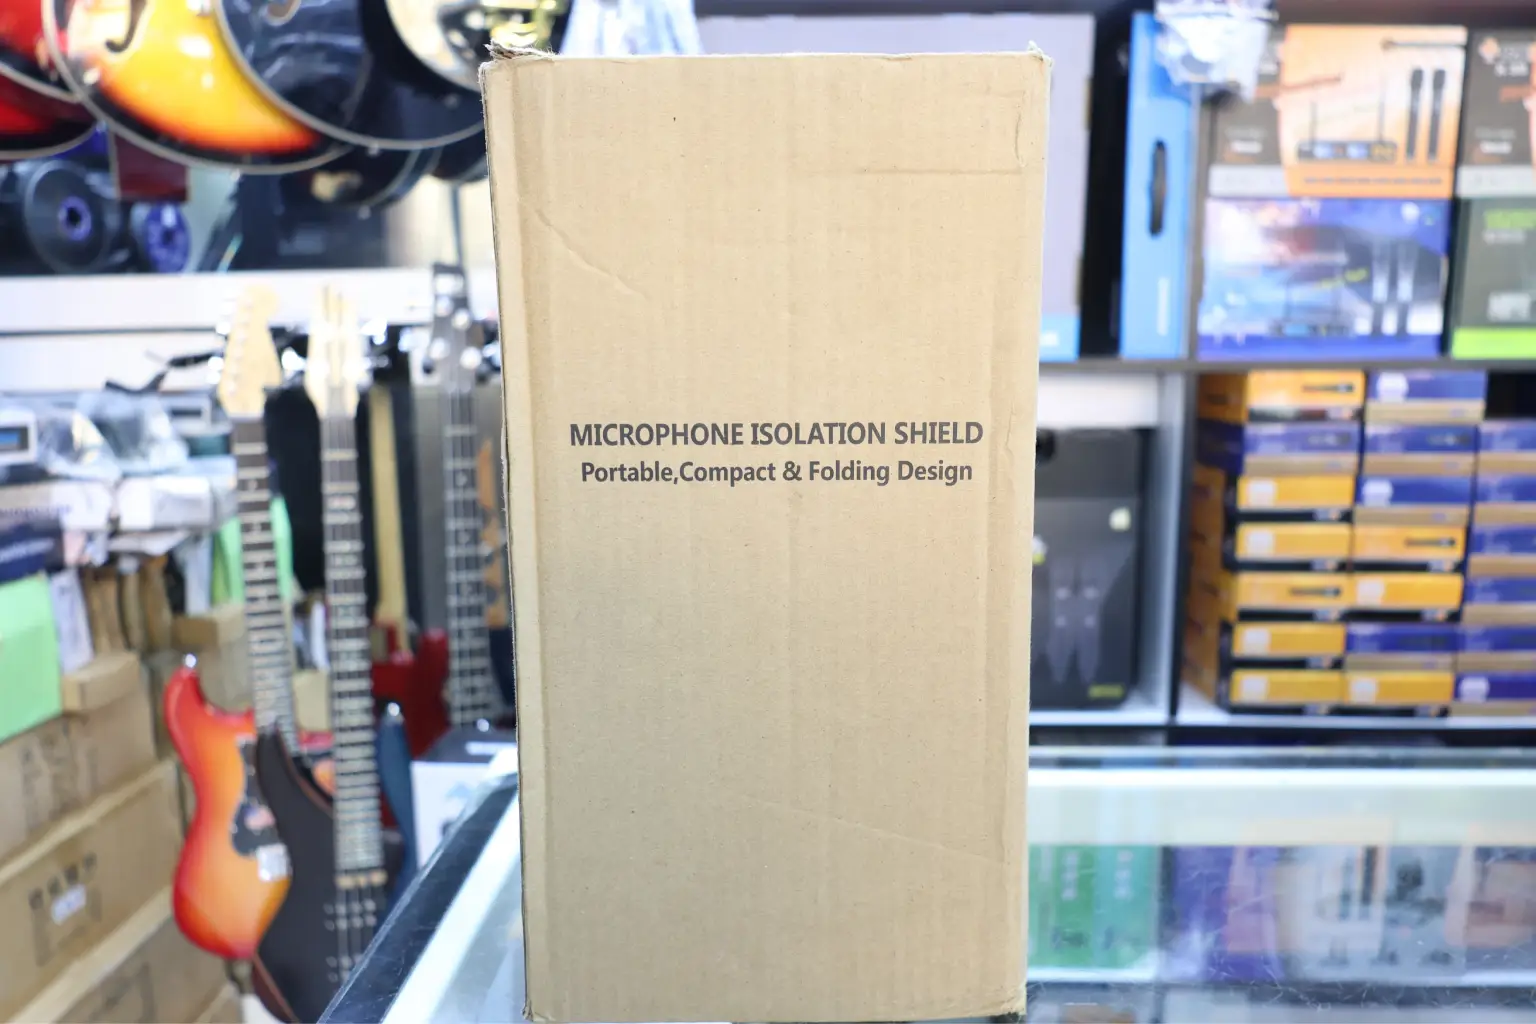 MICROPHONE ISOLATION SHIELD
Portable,Compact & Folding Design